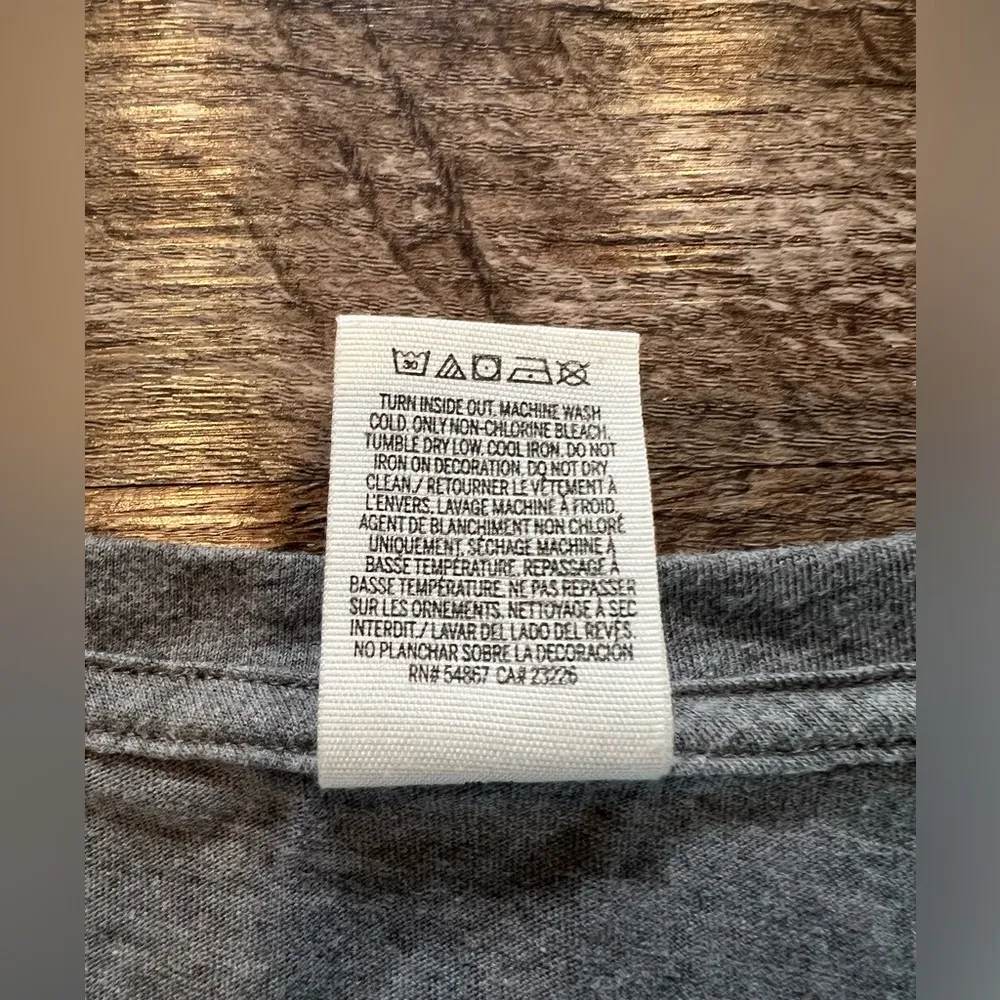 30
TURN INSIDE OUT. MACHINE WASH
COLD. ONLY NON-CHLORINE BLEACH.
TUMBLE DRY LOW. COOL IRON. DO NOT
IRON ON DECORATION. DO NOT DRY
CLEAN./ RETOURNER LE VÊTEMENT À
L'ENVERS. LAVAGE MACHINE À FROID.
AGENT DE BLANCHIMENT NON CHLORÉ
UNIQUEMENT. SÉCHAGE MACHINE À
BASSE TEMPÉRATURE. REPASSAGE À
BASSE TEMPÉRATURE. NE PAS REPASSER
SUR LES ORNEMENTS. NETTOYAGE À SEC
INTERDIT./ LAVAR DEL LADO DEL REVÉS.
NO PLANCHAR SOBRE LA DECORACIÓN
RN# 54867 CA# 23226